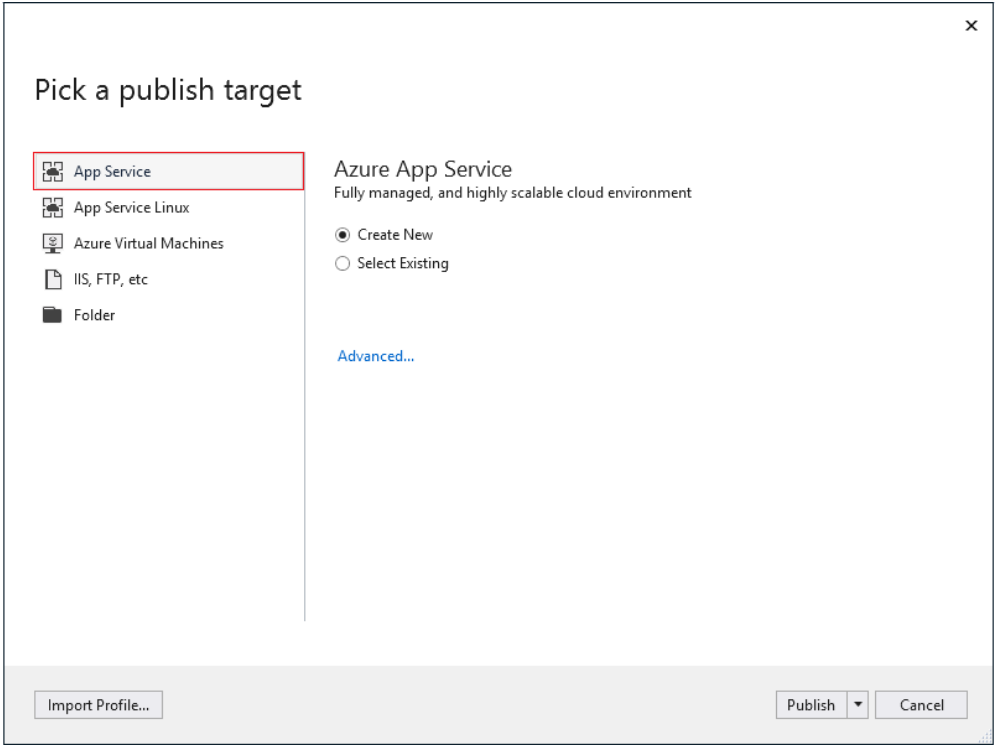 Pick a publish target
App Service
App Service Linux
Azure Virtual Machines
IIS, FTP, etc
Folder
Azure App Service
Fully managed, and highly scalable cloud environment
Create New
Select Existing
Advanced...
Import Profile...
Publish
Cancel